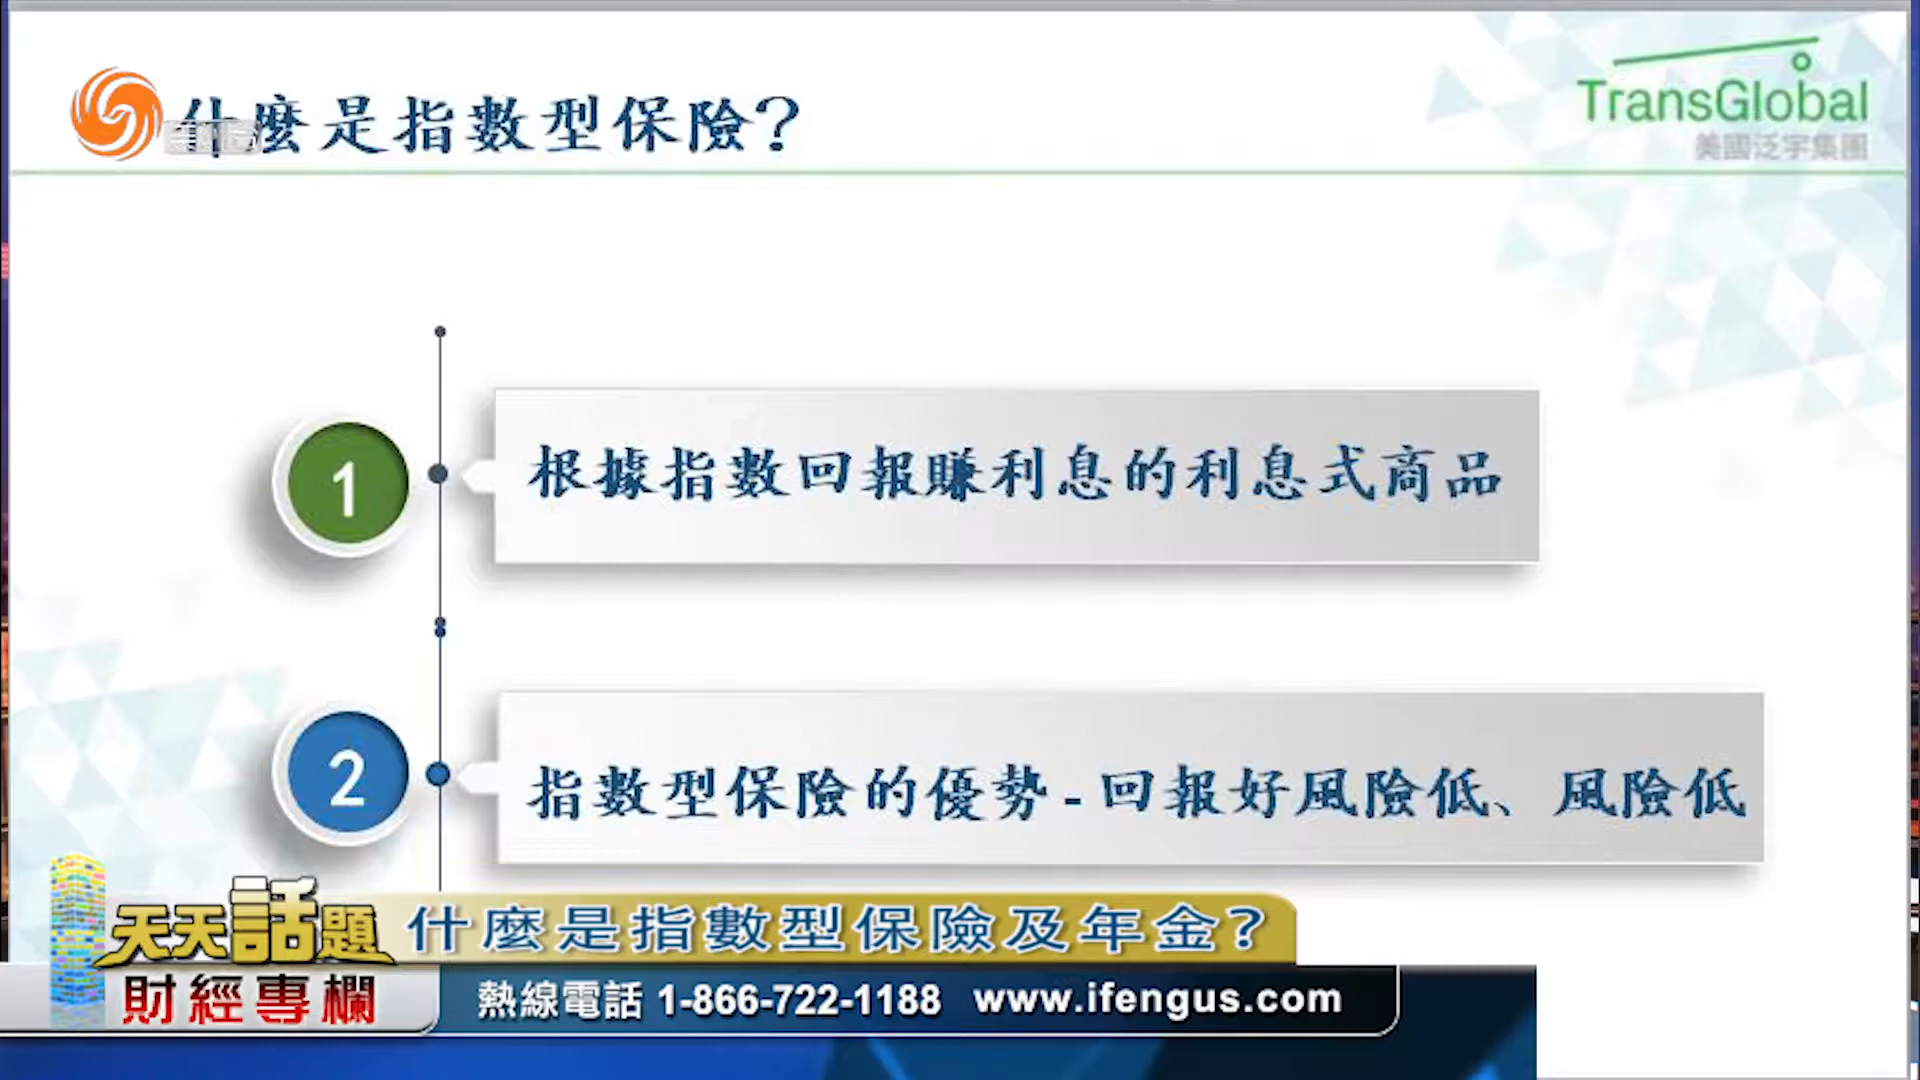 什麼是指數型保險?
TransGlobal
美國泛宇集團
1
根據指數回報賺利息的利息式商品
2
指數型保險的優勢-回報好風險低、風險低
天天話題
什麼是指數型保險及年金?
財經專欄
熱線電話 1-866-722-1188 www.ifengus.com